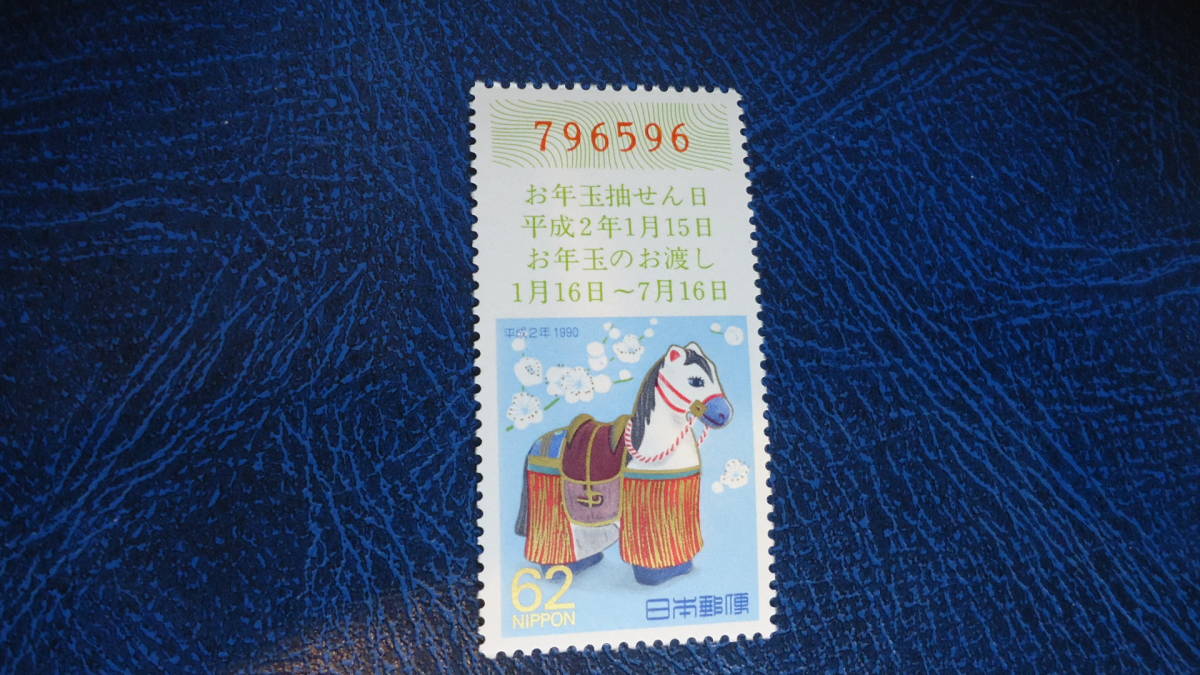 796596
お年玉抽せん日
平成2年1月15日
お年玉のお渡し
1月16日～7月16日
平成2年 1990
62
NIPPON
日本郵便